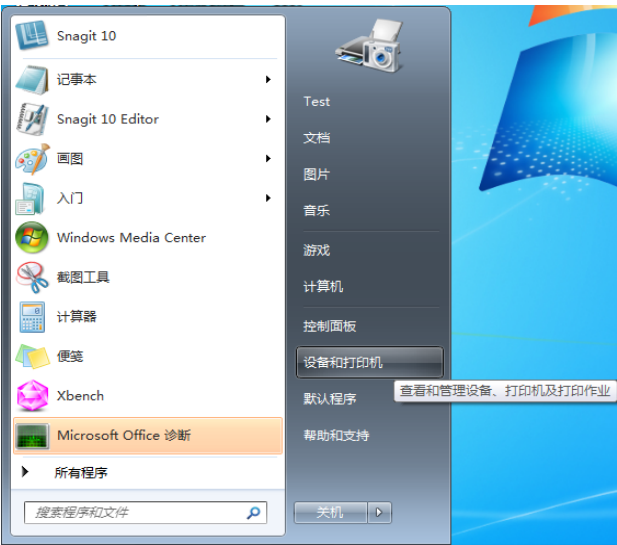 Snagit 10
记事本
Snagit 10 Editor
画图
入门
Windows Media Center
截图工具
计算器
便笺
Xbench
Microsoft Office 诊断
所有程序
搜索程序和文件
Test
文档
图片
音乐
游戏
计算机
控制面板
设备和打印机
查看和管理设备、打印机及打印作业
默认程序
帮助和支持
关机